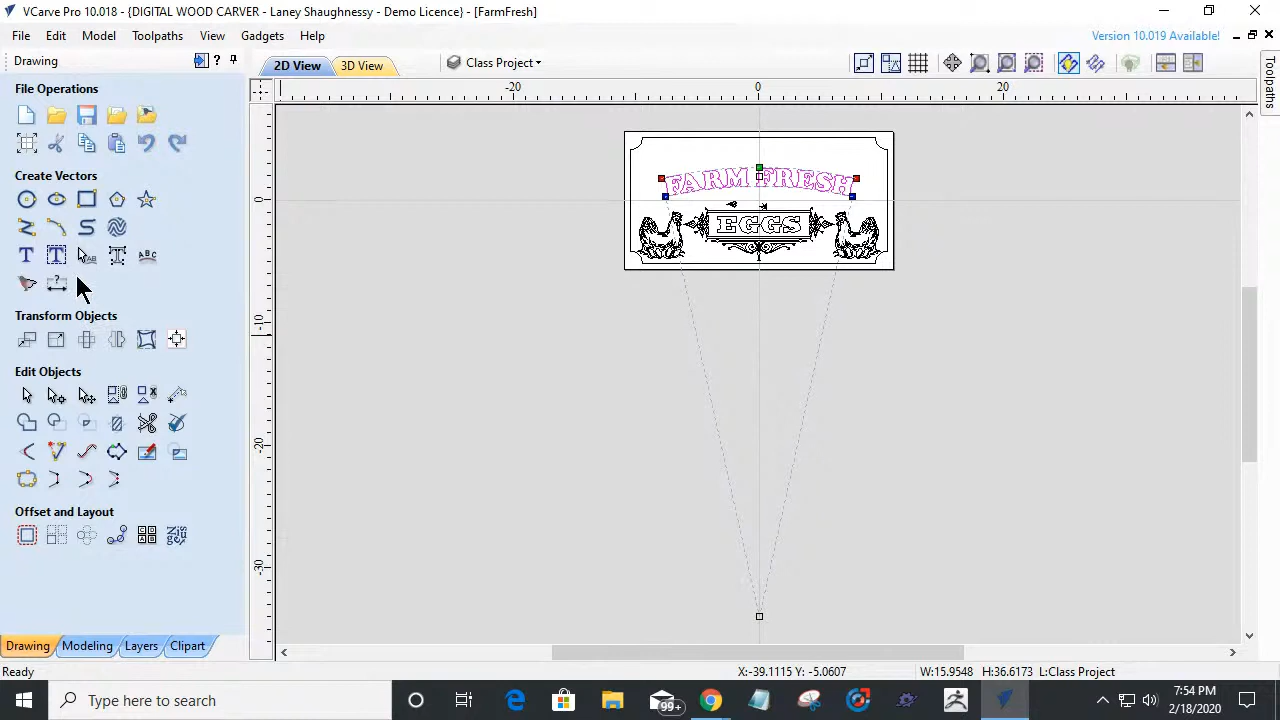 VCarve Pro 10.018 - {DIGITAL WOOD CARVER - Laney Shaughnessy - Demo Licence} - [FarmFresh]
File Edit Model Toolpaths View Gadgets Help
Version 10.019 Available!
Drawing
2D View 3D View Class Project
File Operations
Create Vectors
Transform Objects
Edit Objects
Offset and Layout
-20 0 20
0
-10
-20
-30
FARM FRESH
EGGS
Toolpaths
Drawing Modeling Layers Clipart
Ready
X:-39.1115 Y: -5.0607
W:15.9548 H:36.6173 L:Class Project
Type here to search
99+
7:54 PM
2/18/2020